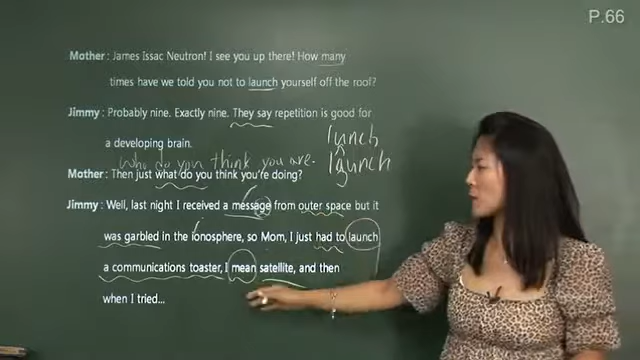 P.66
Mother : James Issac Neutron! I see you up there! How many
times have we told you not to launch yourself off the roof?
Jimmy : Probably nine. Exactly nine. They say repetition is good for
a developing brain.
lunch
who do you think you are.
launch
Mother : Then just what do you think you're doing?
Jimmy : Well, last night I received a message from outer space but it
was garbled in the ionosphere, so Mom, I just had to launch
a communications toaster, I mean satellite, and then
when I tried...